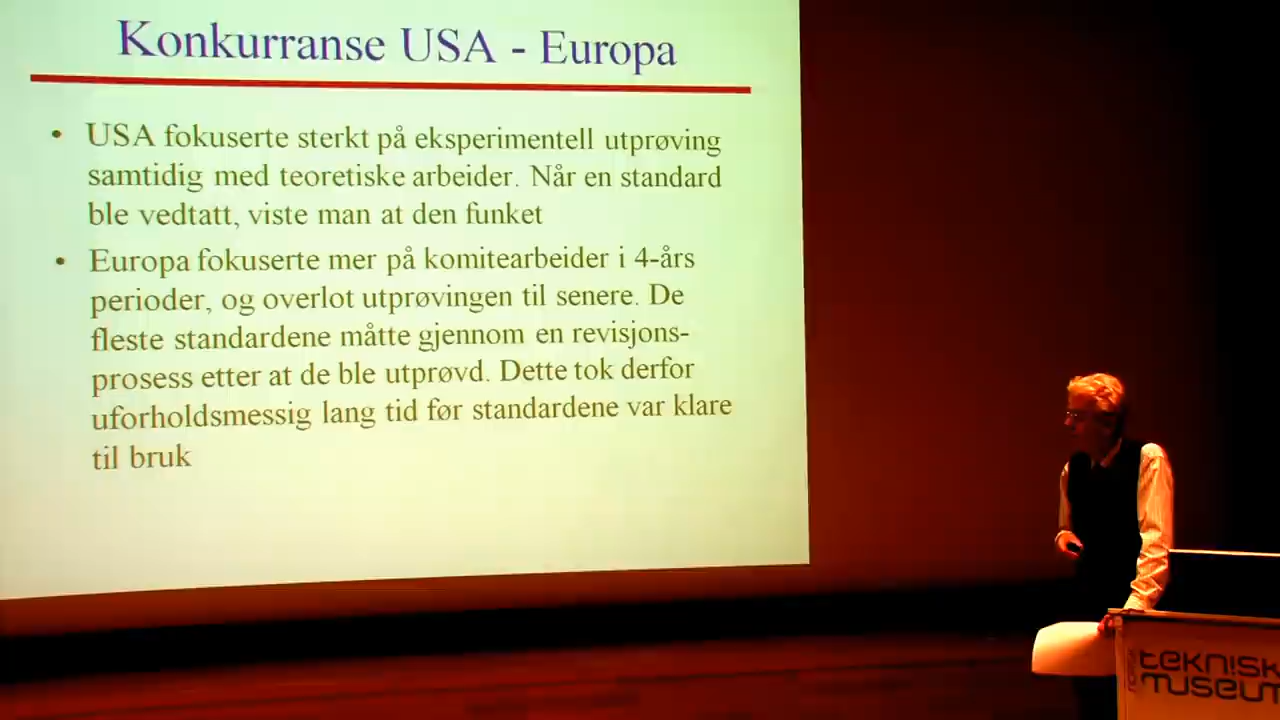 Konkurranse USA - Europa
• USA fokuserte sterkt på eksperimentell utprøving
samtidig med teoretiske arbeider. Når en standard
ble vedtatt, viste man at den funket
• Europa fokuserte mer på komitearbeider i 4-års
perioder, og overlot utprøvingen til senere. De
fleste standardene måtte gjennom en revisjons-
prosess etter at de ble utprøvd. Dette tok derfor
uforholdsmessig lang tid før standardene var klare
til bruk
teknisk
museum